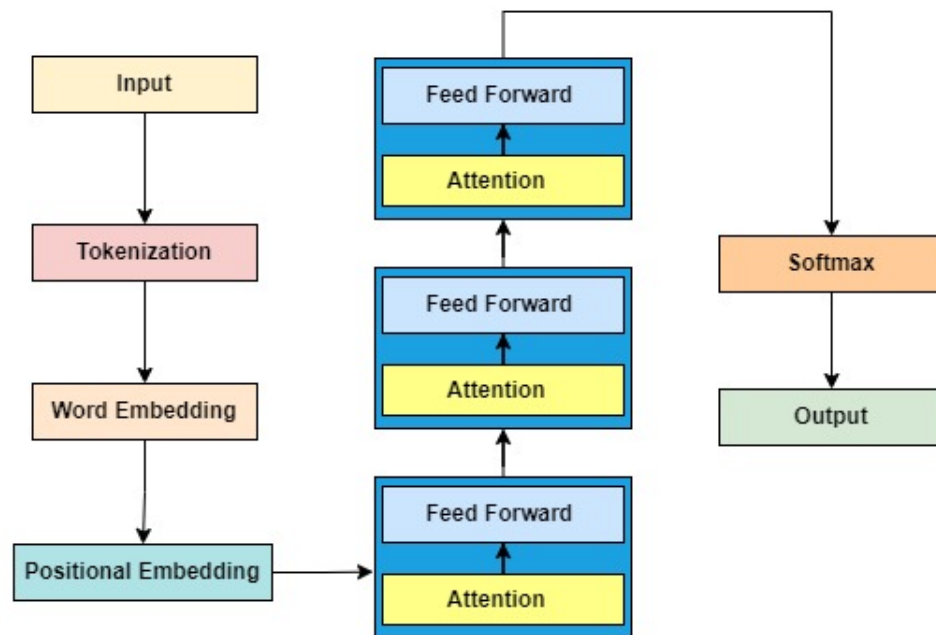 Input
Tokenization
Word Embedding
Positional Embedding
Feed Forward
Attention
Feed Forward
Attention
Feed Forward
Attention
Softmax
Output